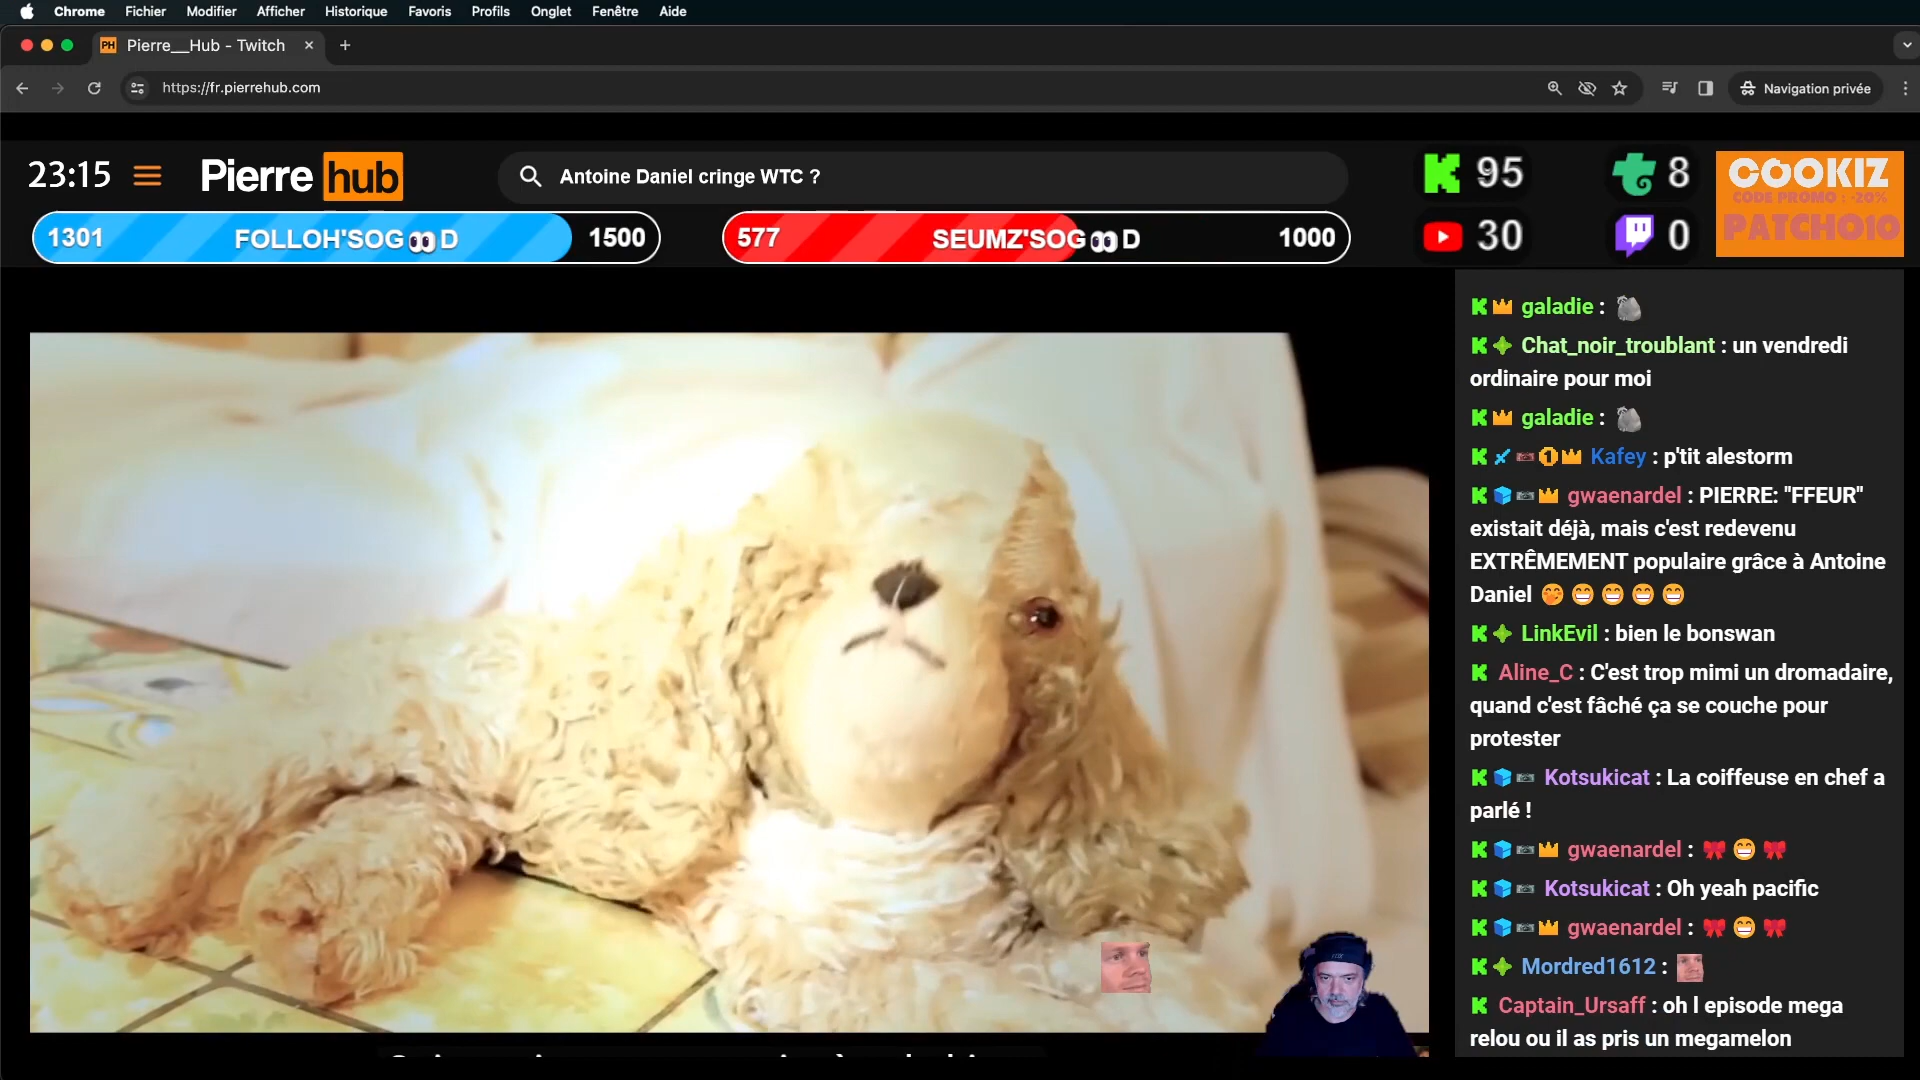 Chrome Fichier Modifier Afficher Historique Favoris Profils Onglet Fenêtre Aide
PH Pierre__Hub - Twitch
https://fr.pierrehub.com
Navigation privée
23:15
Pierre hub
Antoine Daniel cringe WTC ?
95
8
1301 FOLLOH'SOG D 1500
577 SEUMZ'SOG D 1000
30
0
COOKIZ
CODE PROMO : -20%
PATCHO10
galadie :
Chat_noir_troublant : un vendredi
ordinaire pour moi
galadie :
Kafey : p'tit alestorm
gwaenardel : PIERRE: "FFEUR"
existait déjà, mais c'est redevenu
EXTRÊMEMENT populaire grâce à Antoine
Daniel 🤭 😁 😁 😁 😁
LinkEvil : bien le bonswan
Aline_C : C'est trop mimi un dromadaire,
quand c'est fâché ça se couche pour
protester
Kotsukicat : La coiffeuse en chef a
parlé !
gwaenardel : 🎀 😁 🎀
Kotsukicat : Oh yeah pacific
gwaenardel : 🎀 😁 🎀
Mordred1612 :
Captain_Ursaff : oh l episode mega
relou ou il as pris un megamelon